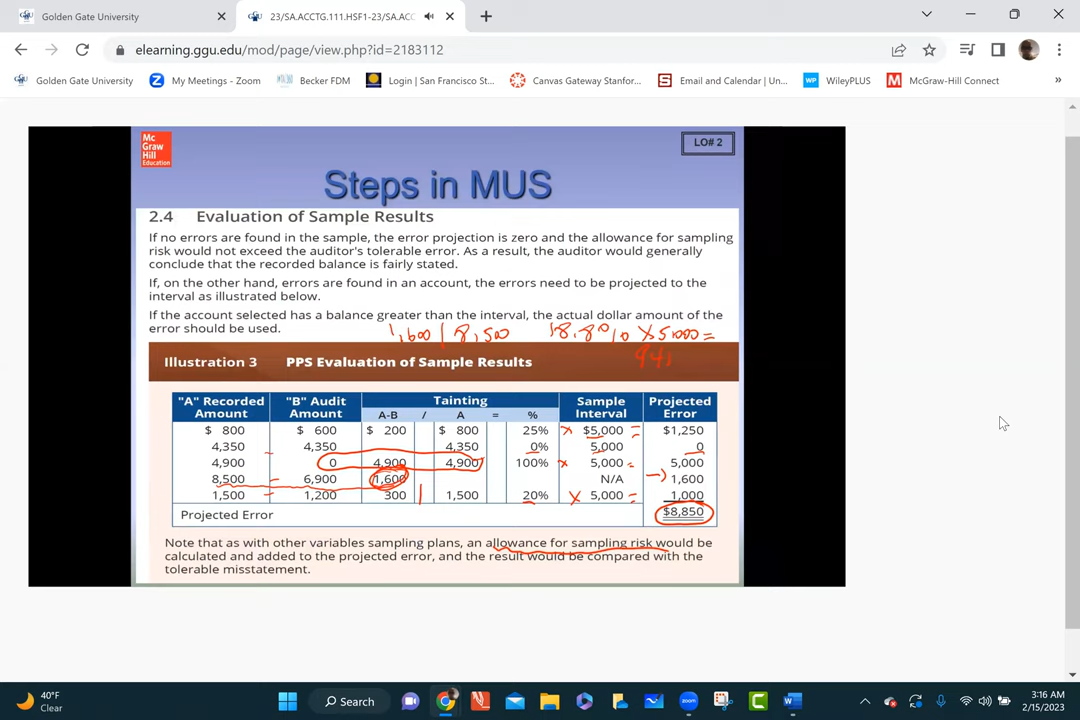 Golden Gate University
23/SA.ACCTG.111.HSF1-23/SA.ACC
elearning.ggu.edu/mod/page/view.php?id=2183112
Golden Gate University My Meetings - Zoom Becker FDM Login | San Francisco St... Canvas Gateway Stanfor... Email and Calendar | Un... WP WileyPLUS M McGraw-Hill Connect »
Mc
Graw
Hill
Education
LO# 2
Steps in MUS
2.4 Evaluation of Sample Results
If no errors are found in the sample, the error projection is zero and the allowance for sampling
risk would not exceed the auditor's tolerable error. As a result, the auditor would generally
conclude that the recorded balance is fairly stated.
If, on the other hand, errors are found in an account, the errors need to be projected to the
interval as illustrated below.
If the account selected has a balance greater than the interval, the actual dollar amount of the
error should be used.
1,600 / 8,500 18.8% x 5,000 =
941
Illustration 3 PPS Evaluation of Sample Results
"A" Recorded Amount "B" Audit Amount Tainting Sample Interval Projected Error
A-B / A = %
$ 800 $ 600 $ 200 $ 800 25% x $5,000 = $1,250
4,350 4,350 4,350 0% 5,000 0
4,900 0 4,900 4,900 100% x 5,000 = 5,000
8,500 6,900 1,600 N/A 1,600
1,500 1,200 300 1,500 20% x 5,000 = 1,000
Projected Error $8,850
Note that as with other variables sampling plans, an allowance for sampling risk would be
calculated and added to the projected error, and the result would be compared with the
tolerable misstatement.
40°F
Clear
Search
3:16 AM
2/15/2023